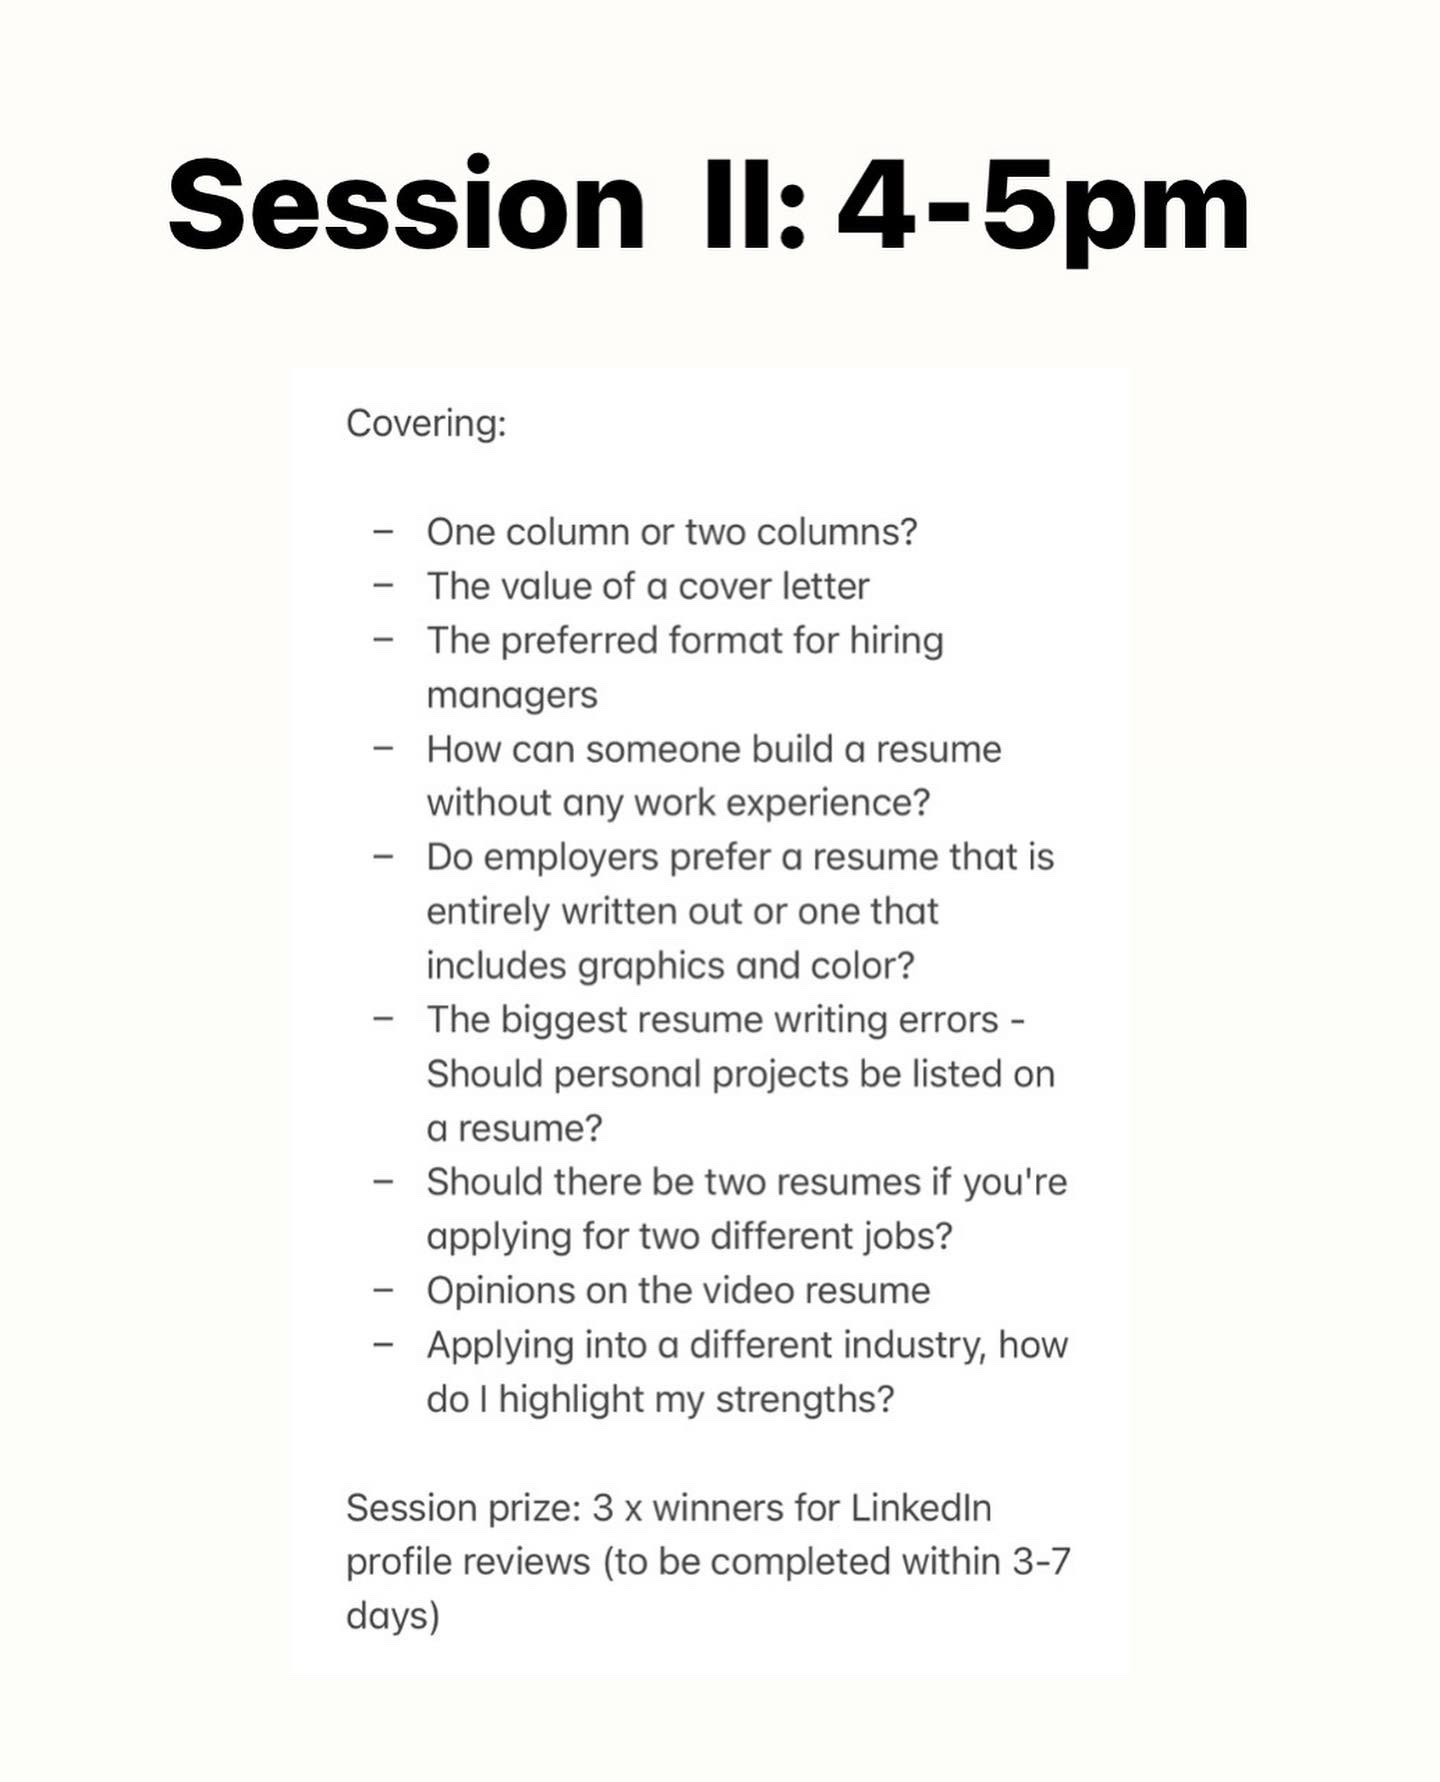 Session  II: 4-5pm
Covering:
– One column or two columns?
– The value of a cover letter
– The preferred format for hiring
managers
– How can someone build a resume
without any work experience?
– Do employers prefer a resume that is
entirely written out or one that
includes graphics and color?
– The biggest resume writing errors -
Should personal projects be listed on
a resume?
– Should there be two resumes if you're
applying for two different jobs?
– Opinions on the video resume
– Applying into a different industry, how
do I highlight my strengths?
Session prize: 3 x winners for LinkedIn
profile reviews (to be completed within 3-7
days)